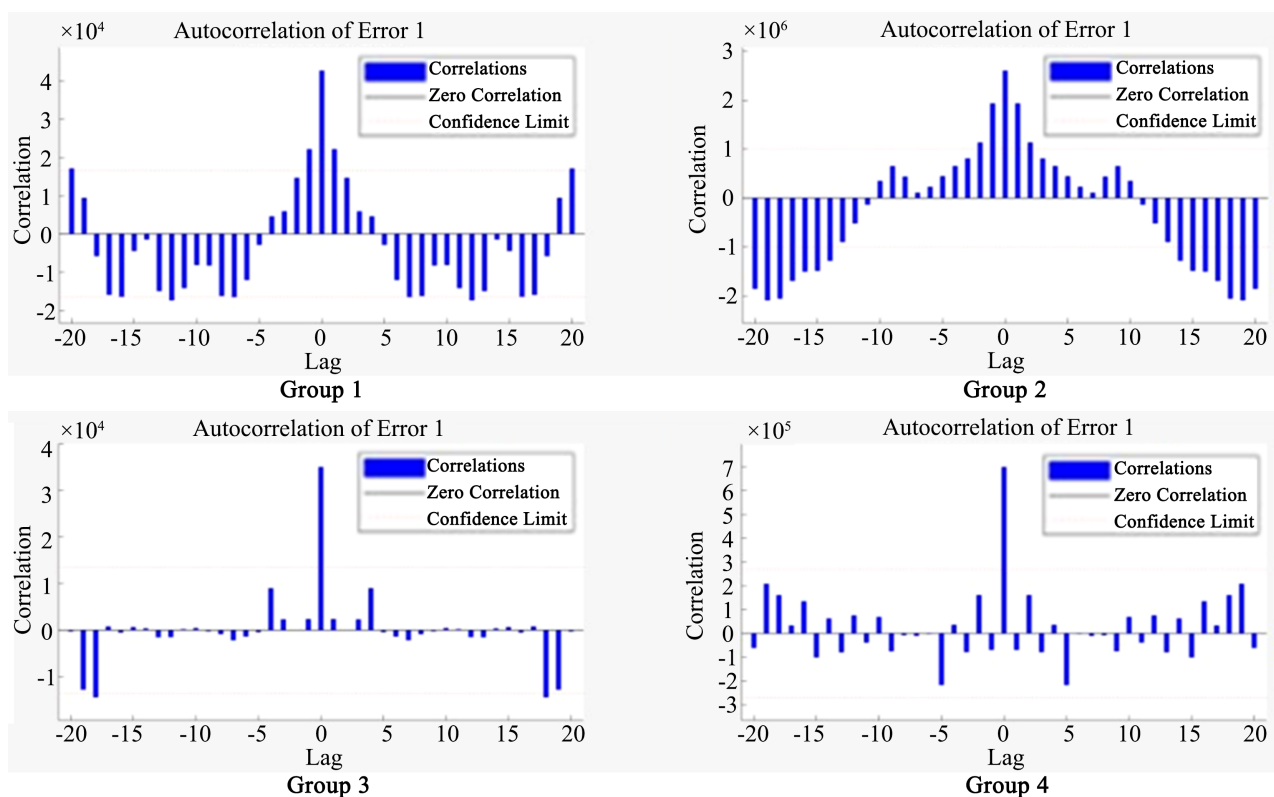 ×10⁴ Autocorrelation of Error 1
Correlations
Zero Correlation
Confidence Limit
Correlation
4
3
2
1
0
-1
-2
-20 -15 -10 -5 0 5 10 15 20
Lag
Group 1
×10⁶ Autocorrelation of Error 1
Correlations
Zero Correlation
Confidence Limit
Correlation
3
2
1
0
-1
-2
-20 -15 -10 -5 0 5 10 15 20
Lag
Group 2
×10⁴ Autocorrelation of Error 1
Correlations
Zero Correlation
Confidence Limit
Correlation
4
3
2
1
0
-1
-20 -15 -10 -5 0 5 10 15 20
Lag
Group 3
×10⁵ Autocorrelation of Error 1
Correlations
Zero Correlation
Confidence Limit
Correlation
7
6
5
4
3
2
1
0
-1
-2
-3
-20 -15 -10 -5 0 5 10 15 20
Lag
Group 4